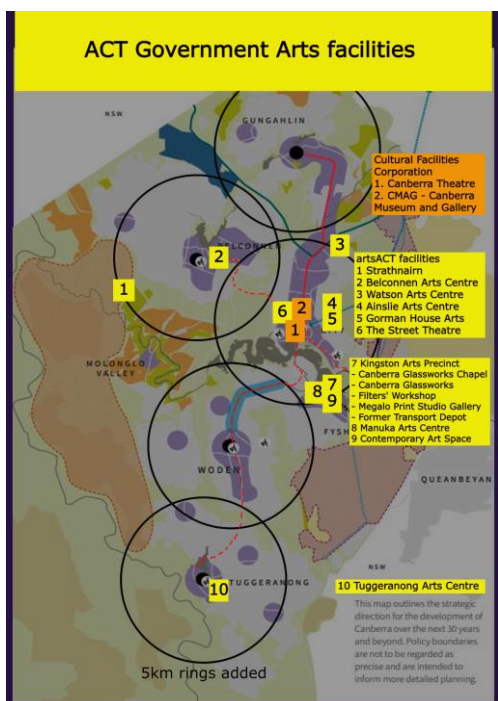 ACT Government Arts facilities
NSW
GUNGAHLIN
Cultural Facilities
Corporation
1. Canberra Theatre
2. CMAG - Canberra
Museum and Gallery
3
artsACT facilities
1 Strathnairn
2 Belconnen Arts Centre
3 Watson Arts Centre
4 Ainslie Arts Centre
5 Gorman House Arts
6 The Street Theatre
BELCONNEN
2
1
6
2
1
4
5
CITY
MOLONGLO
VALLEY
7 Kingston Arts Precinct
- Canberra Glassworks Chapel
- Canberra Glassworks
- Fitters' Workshop
- Megalo Print Studio Gallery
- Former Transport Depot
8 Manuka Arts Centre
9 Contemporary Art Space
8
7
9
FYSH
WODEN
QUEANBEYAN
NSW
10
TUGGERANONG
10 Tuggeranong Arts Centre
This map outlines the strategic
direction for the development of
Canberra over the next 30 years
and beyond. Policy boundaries
are not to be regarded as
precise and are intended to
inform more detailed planning.
5km rings added